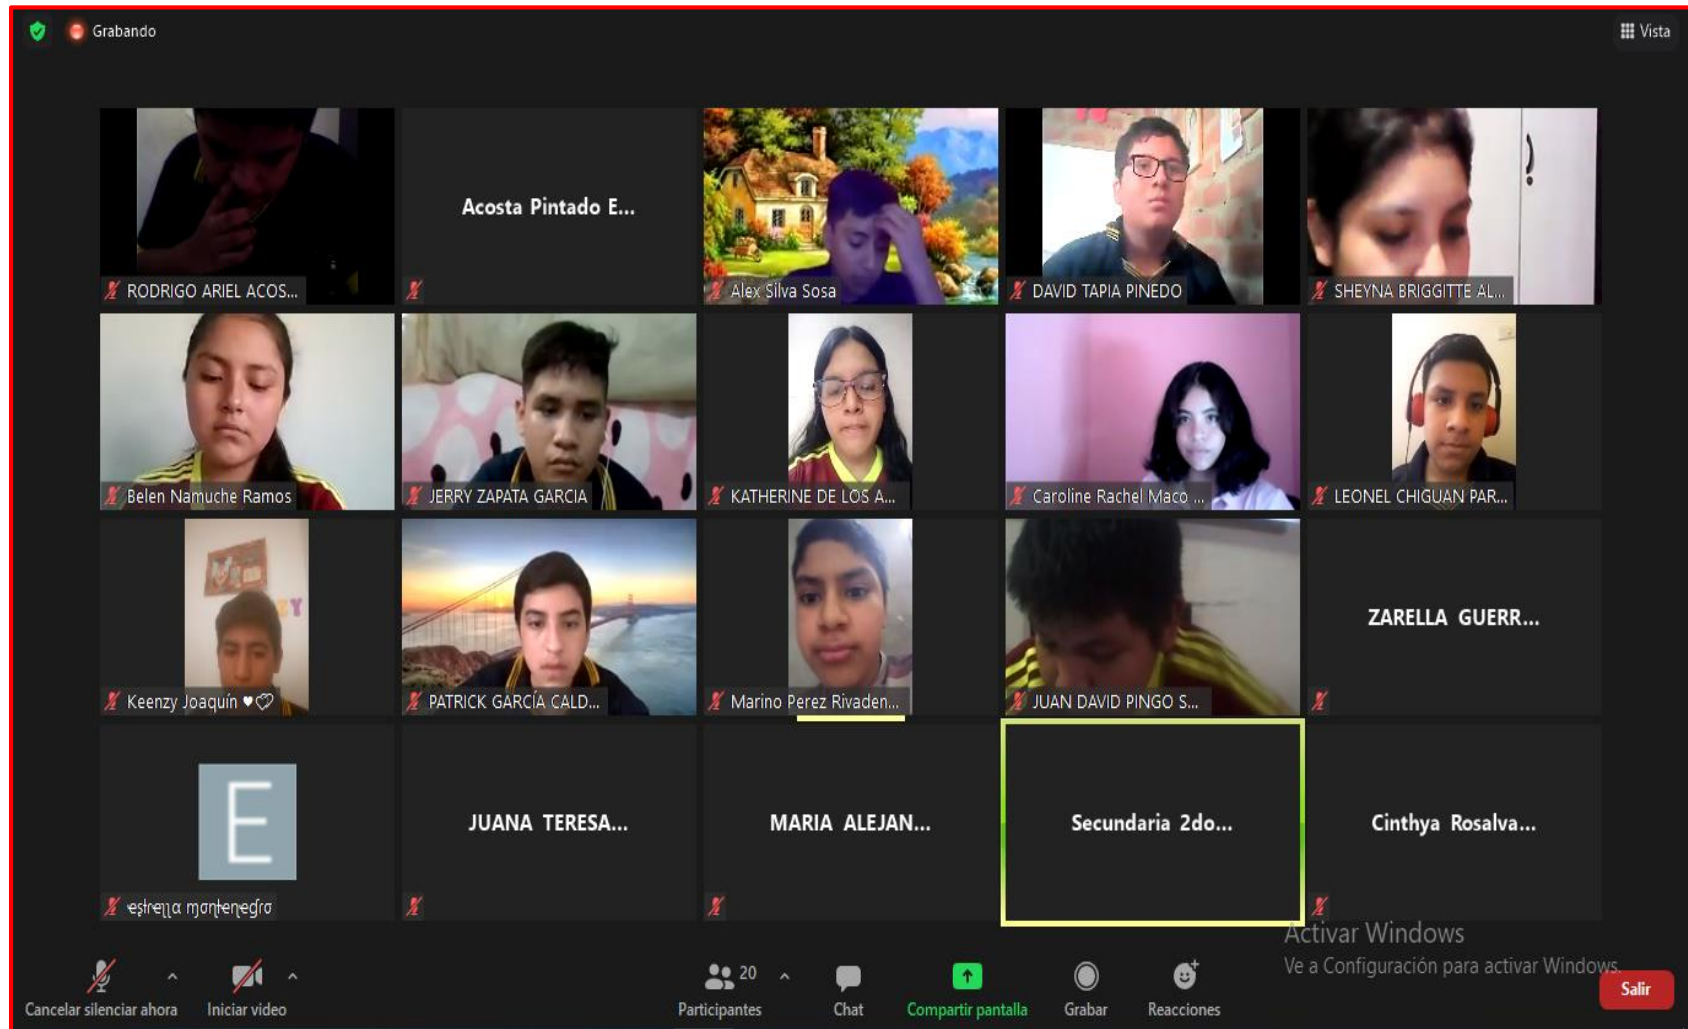 Grabando
Vista
RODRIGO ARIEL ACOS...
Acosta Pintado E...
Alex Silva Sosa
DAVID TAPIA PINEDO
SHEYNA BRIGGITTE AL...
Belen Namuche Ramos
JERRY ZAPATA GARCIA
KATHERINE DE LOS A...
Caroline Rachel Maco ...
LEONEL CHIGUAN PAR...
Keenzy Joaquín ♥♡
PATRICK GARCÍA CALD...
Marino Perez Rivaden...
JUAN DAVID PINGO S...
ZARELLA GUERR...
E
estrella montenegro
JUANA TERESA...
MARIA ALEJAN...
Secundaria 2do...
Cinthya Rosalva...
Activar Windows
Ve a Configuración para activar Windows.
Cancelar silenciar ahora
Iniciar video
20
Participantes
Chat
Compartir pantalla
Grabar
Reacciones
Salir